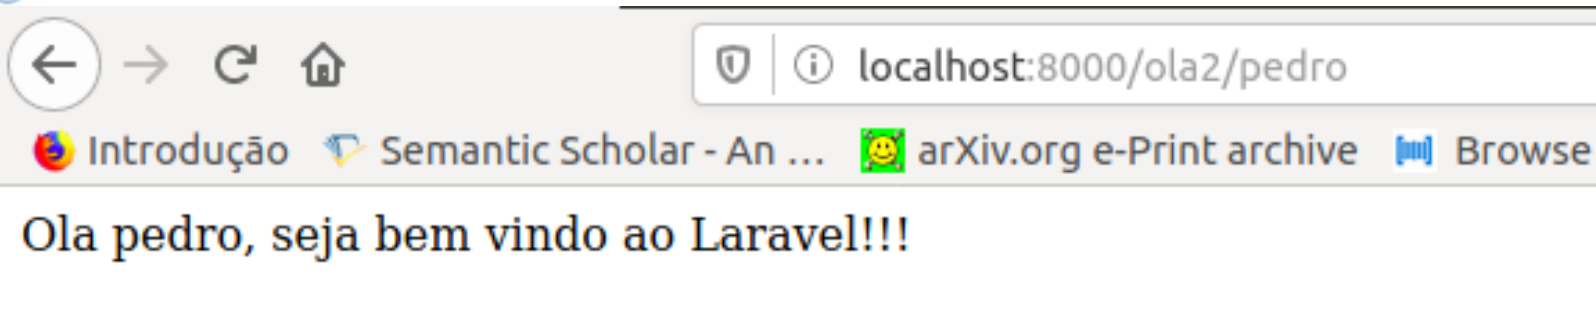 localhost:8000/ola2/pedro
Introdução Semantic Scholar - An ... arXiv.org e-Print archive Browse
Ola pedro, seja bem vindo ao Laravel!!!